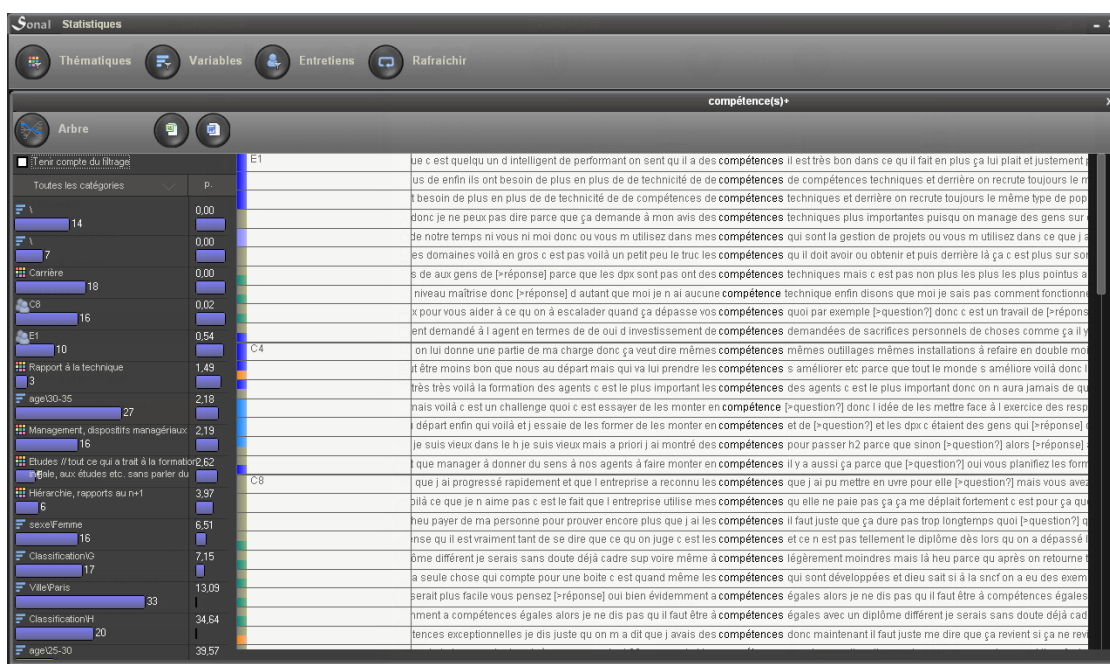 Sonal Statistiques
Thématiques Variables Entretiens Rafraichir
compétence(s)+
Arbre
Tenir compte du filtrage
Toutes les catégories p.
\ 0,00
14
\ 0,00
7
Carrière 0,00
18
C8 0,02
16
E1 0,54
10
Rapport à la technique 1,49
3
age\30-35 2,18
27
Management, dispositifs managériaux 2,19
16
Etudes // tout ce qui a trait à la formation 2,62
aux études etc. sans parler du
Hiérarchie, rapports au n+1 3,97
6
sexe\Femme 6,51
16
Classification\G 7,15
17
Ville\Paris 13,09
33
Classification\H 34,64
20
age\25-30 39,57
E1 ue c est quelqu un d intelligent de performant on sent qu il a des compétences il est très bon dans ce qu il fait en plus ça lui plait et justement
us de enfin ils ont besoin de plus en plus de de technicité de de compétences de compétences techniques et derrière on recrute toujours le m
t besoin de plus en plus de de technicité de de compétences de compétences techniques et derrière on recrute toujours le même type de pop
donc je ne peux pas dire parce que ça demande à mon avis des compétences techniques plus importantes puisqu on manage des gens sur
de notre temps ni vous ni moi donc ou vous m utilisez dans mes compétences qui sont la gestion de projets ou vous m utilisez dans ce que j a
es domaines voilà en gros c est pas voilà un petit peu le truc les compétences qu il doit avoir ou obtenir et puis derrière là ça c est plus sur son
s de aux gens de [>réponse] parce que les dpx sont pas ont des compétences techniques mais c est pas non plus les plus les plus pointus a
niveau maîtrise donc [>réponse] d autant que moi je n ai aucune compétence technique enfin disons que moi je sais pas comment fonctionne
x pour vous aider à ce qu on à escalader quand ça dépasse vos compétences quoi par exemple [>question?] donc c est un travail de [>répons
ent demandé à l agent en termes de de oui d investissement de compétences demandées de sacrifices personnels de choses comme ça il y
C4 on lui donne une partie de ma charge donc ça veut dire mêmes compétences mêmes outillages mêmes installations à refaire en double moi
t être moins bon que nous au départ mais qui va lui prendre les compétences s améliorer etc parce que tout le monde s améliore voilà donc l
très très voilà la formation des agents c est le plus important les compétences des agents c est le plus important donc on n aura jamais de qu
nais voilà c est un challenge quoi c est essayer de les monter en compétence [>question?] donc l idée de les mettre face à l exercice des resp
départ enfin qui voilà et j essaie de les former de les monter en compétences et de [>question?] et les dpx c étaient des gens qui [>réponse]
je suis vieux dans le h je suis vieux mais a priori j ai montré des compétences pour passer h2 parce que sinon [>question?] alors [>réponse]
t que manager à donner du sens à nos agents à faire monter en compétences il y a aussi ça parce que [>question?] oui vous planifiez les form
C8 que j ai progressé rapidement et que l entreprise a reconnu les compétences que j ai pu mettre en uvre pour elle [>question?] mais vous avez
oilà ce que je n aime pas c est le fait que l entreprise utilise mes compétences qu elle ne paie pas ça ça me déplait fortement c est pour ça que
heu payer de ma personne pour prouver encore plus que j ai les compétences il faut juste que ça dure pas trop longtemps quoi [>question?] q
nse qu il est vraiment tant de se dire que ce qu on juge c est les compétences et ce n est pas tellement le diplôme dès lors qu on a dépassé l
ôme différent je serais sans doute déjà cadre sup voire même à compétences légèrement moindres mais là heu parce qu après on retourne t
a seule chose qui compte pour une boite c est quand même les compétences qui sont développées et dieu sait si à la sncf on a eu des exem
serait plus facile vous pensez [>réponse] oui bien évidemment a compétences égales alors je ne dis pas qu il faut être à compétences égales
nment a compétences égales alors je ne dis pas qu il faut être à compétences égales avec un diplôme différent je serais sans doute déjà cad
tences exceptionnelles je dis juste qu on m a dit que j avais des compétences donc maintenant il faut juste me dire que ça revient si ça ne revi